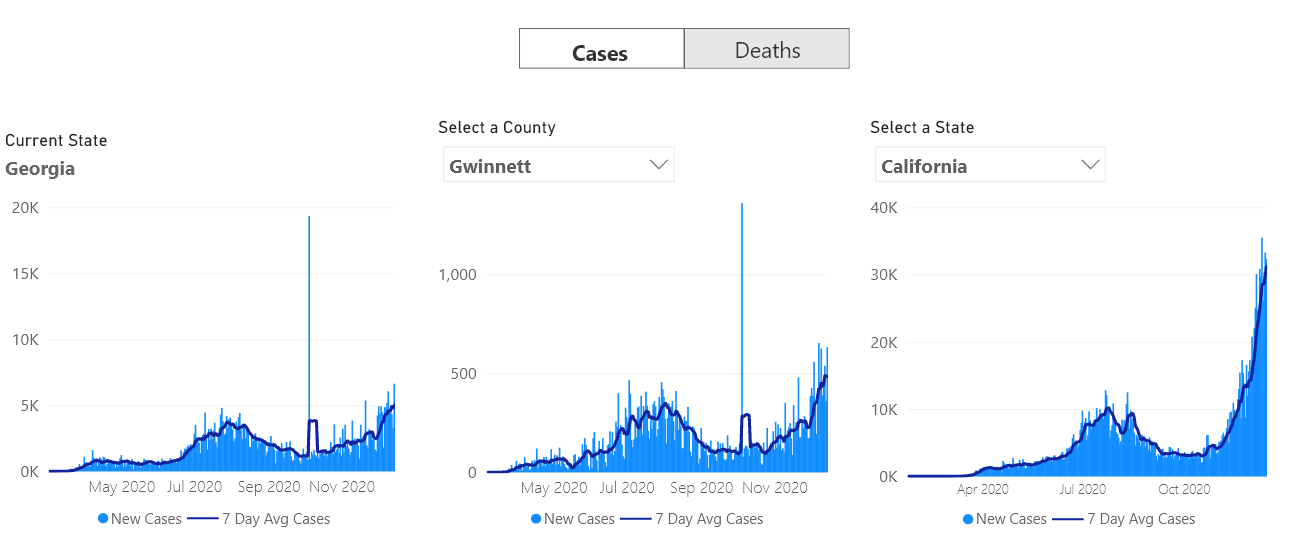 Cases
Deaths
Current State
Georgia
20K
15K
10K
5K
0K
May 2020 Jul 2020 Sep 2020 Nov 2020
New Cases 7 Day Avg Cases
Select a County
Gwinnett
1,000
500
0
May 2020 Jul 2020 Sep 2020 Nov 2020
New Cases 7 Day Avg Cases
Select a State
California
40K
30K
20K
10K
0K
Apr 2020 Jul 2020 Oct 2020
New Cases 7 Day Avg Cases